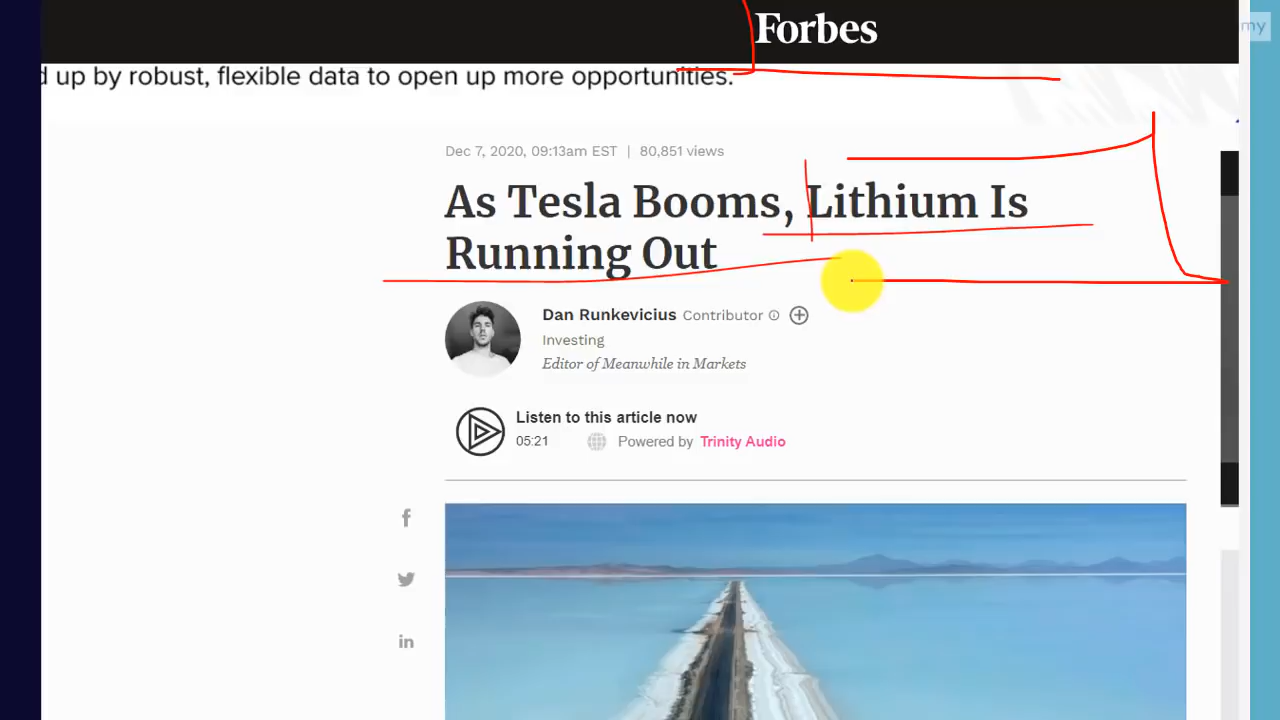 Forbes
my
d up by robust, flexible data to open up more opportunities.
Dec 7, 2020, 09:13am EST | 80,851 views
As Tesla Booms, Lithium Is
Running Out
Dan Runkevicius Contributor
Investing
Editor of Meanwhile in Markets
Listen to this article now
05:21 Powered by Trinity Audio